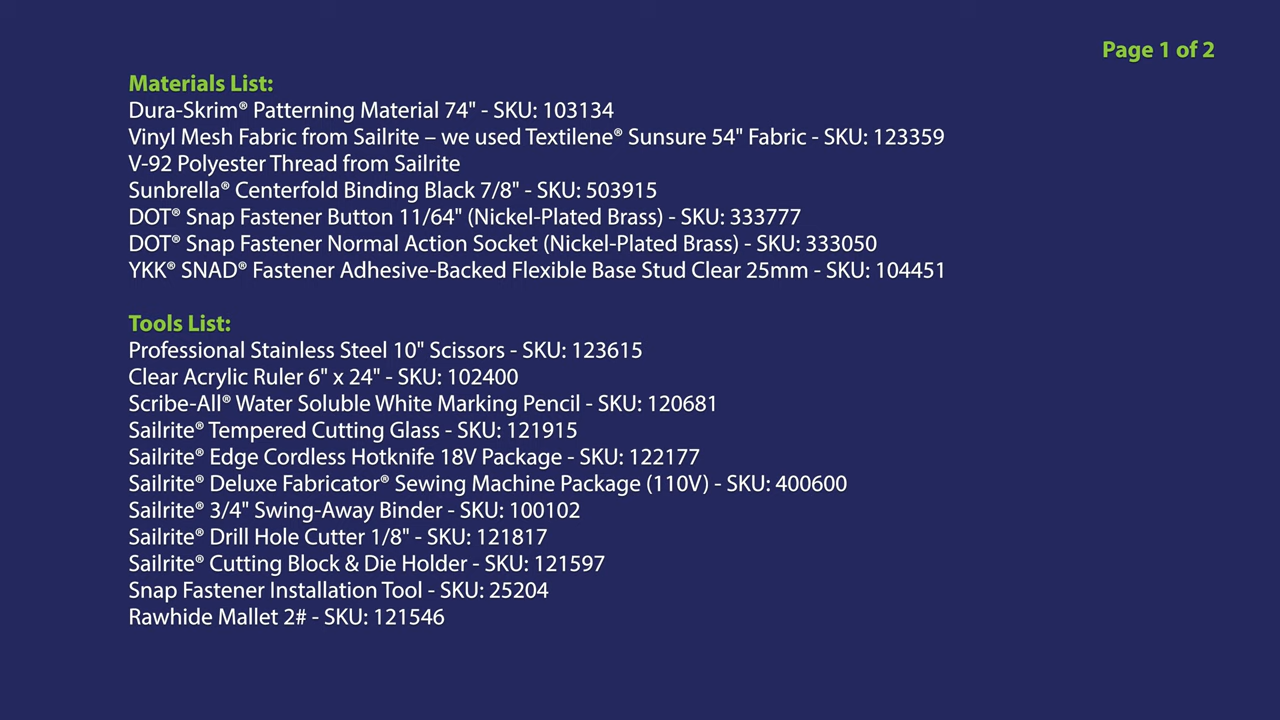 Page 1 of 2
Materials List:
Dura-Skrim® Patterning Material 74" - SKU: 103134
Vinyl Mesh Fabric from Sailrite – we used Textilene® Sunsure 54" Fabric - SKU: 123359
V-92 Polyester Thread from Sailrite
Sunbrella® Centerfold Binding Black 7/8" - SKU: 503915
DOT® Snap Fastener Button 11/64" (Nickel-Plated Brass) - SKU: 333777
DOT® Snap Fastener Normal Action Socket (Nickel-Plated Brass) - SKU: 333050
YKK® SNAD® Fastener Adhesive-Backed Flexible Base Stud Clear 25mm - SKU: 104451
Tools List:
Professional Stainless Steel 10" Scissors - SKU: 123615
Clear Acrylic Ruler 6" x 24" - SKU: 102400
Scribe-All® Water Soluble White Marking Pencil - SKU: 120681
Sailrite® Tempered Cutting Glass - SKU: 121915
Sailrite® Edge Cordless Hotknife 18V Package - SKU: 122177
Sailrite® Deluxe Fabricator® Sewing Machine Package (110V) - SKU: 400600
Sailrite® 3/4" Swing-Away Binder - SKU: 100102
Sailrite® Drill Hole Cutter 1/8" - SKU: 121817
Sailrite® Cutting Block & Die Holder - SKU: 121597
Snap Fastener Installation Tool - SKU: 25204
Rawhide Mallet 2# - SKU: 121546